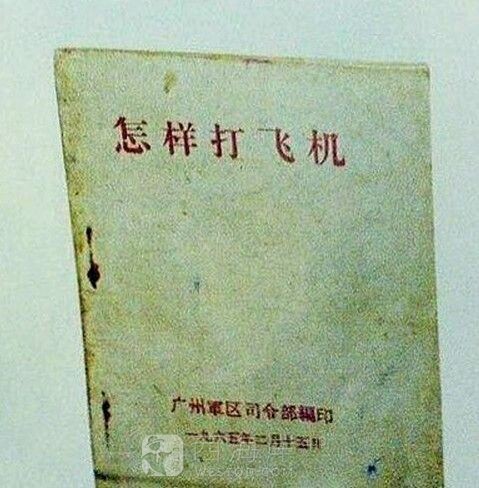 怎样打飞机
广州軍区司令部編印
一九六五年二月十五日